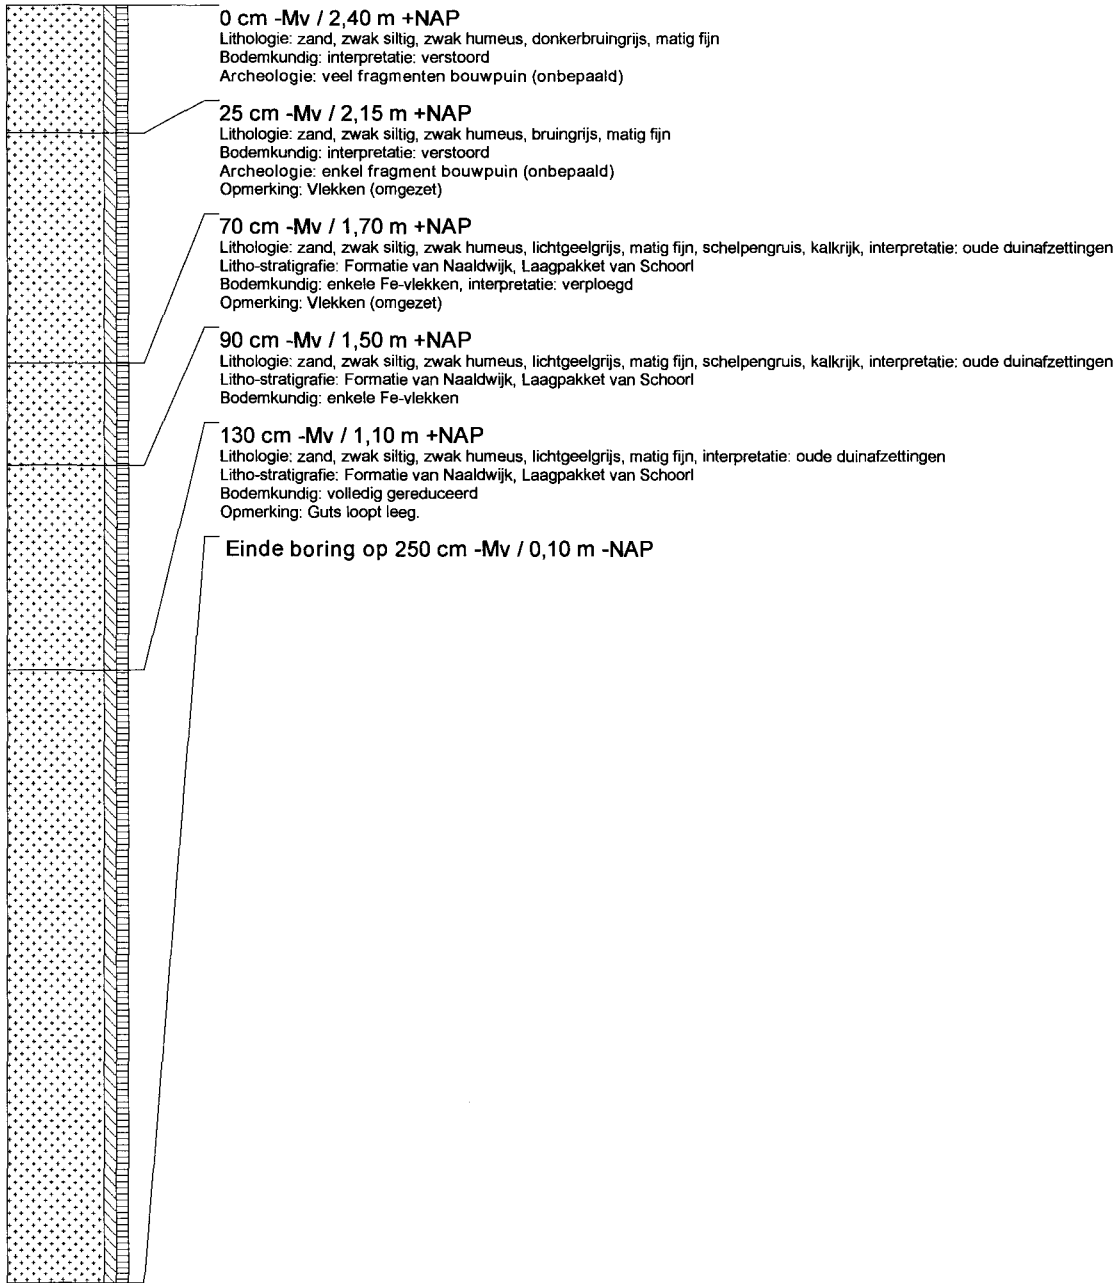 0 cm -Mv / 2,40 m +NAP
Lithologie: zand, zwak siltig, zwak humeus, donkerbruingrijs, matig fijn
Bodemkundig: interpretatie: verstoord
Archeologie: veel fragmenten bouwpuin (onbepaald)
25 cm -Mv / 2,15 m +NAP
Lithologie: zand, zwak siltig, zwak humeus, bruingrijs, matig fijn
Bodemkundig: interpretatie: verstoord
Archeologie: enkel fragment bouwpuin (onbepaald)
Opmerking: Vlekken (omgezet)
70 cm -Mv / 1,70 m +NAP
Lithologie: zand, zwak siltig, zwak humeus, lichtgeelgrijs, matig fijn, schelpengruis, kalkrijk, interpretatie: oude duinafzettingen
Litho-stratigrafie: Formatie van Naaldwijk, Laagpakket van Schoorl
Bodemkundig: enkele Fe-vlekken, interpretatie: verploegd
Opmerking: Vlekken (omgezet)
90 cm -Mv / 1,50 m +NAP
Lithologie: zand, zwak siltig, zwak humeus, lichtgeelgrijs, matig fijn, schelpengruis, kalkrijk, interpretatie: oude duinafzettingen
Litho-stratigrafie: Formatie van Naaldwijk, Laagpakket van Schoorl
Bodemkundig: enkele Fe-vlekken
130 cm -Mv / 1,10 m +NAP
Lithologie: zand, zwak siltig, zwak humeus, lichtgeelgrijs, matig fijn, interpretatie: oude duinafzettingen
Litho-stratigrafie: Formatie van Naaldwijk, Laagpakket van Schoorl
Bodemkundig: volledig gereduceerd
Opmerking: Guts loopt leeg.
Einde boring op 250 cm -Mv / 0,10 m -NAP